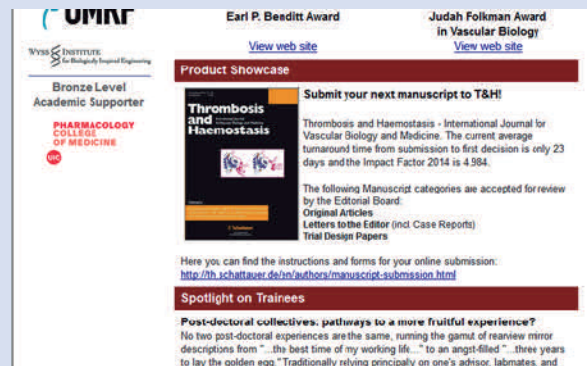 OMRF
Earl P. Benditt Award
Judah Folkman Award
in Vascular Biology
View web site
View web site
WYSS INSTITUTE
for Biologically Inspired Engineering
Bronze Level
Academic Supporter
PHARMACOLOGY
COLLEGE
OF MEDICINE
UIC
Product Showcase
Thrombosis
and
Haemostasis
Schattauer
Submit your next manuscript to T&H!
Thrombosis and Haemostasis - International Journal for
Vascular Biology and Medicine. The current average
turnaround time from submission to first decision is only 23
days and the Impact Factor 2014 is 4.984.
The following Manuscript categories are accepted for review
by the Editorial Board:
Original Articles
Letters to the Editor (incl. Case Reports)
Trial Design Papers
Here you can find the instructions and forms for your online submission:
http://th.schattauer.de/en/authors/manuscript-submission.html
Spotlight on Trainees
Post-doctoral collectives: pathways to a more fruitful experience?
No two post-doctoral experiences are the same, running the gamut of rearview mirror
descriptions from "...the best time of my working life..." to an angst-filled "...three years
to lay the golden egg." Traditionally relying principally on one's advisor, labmates, and